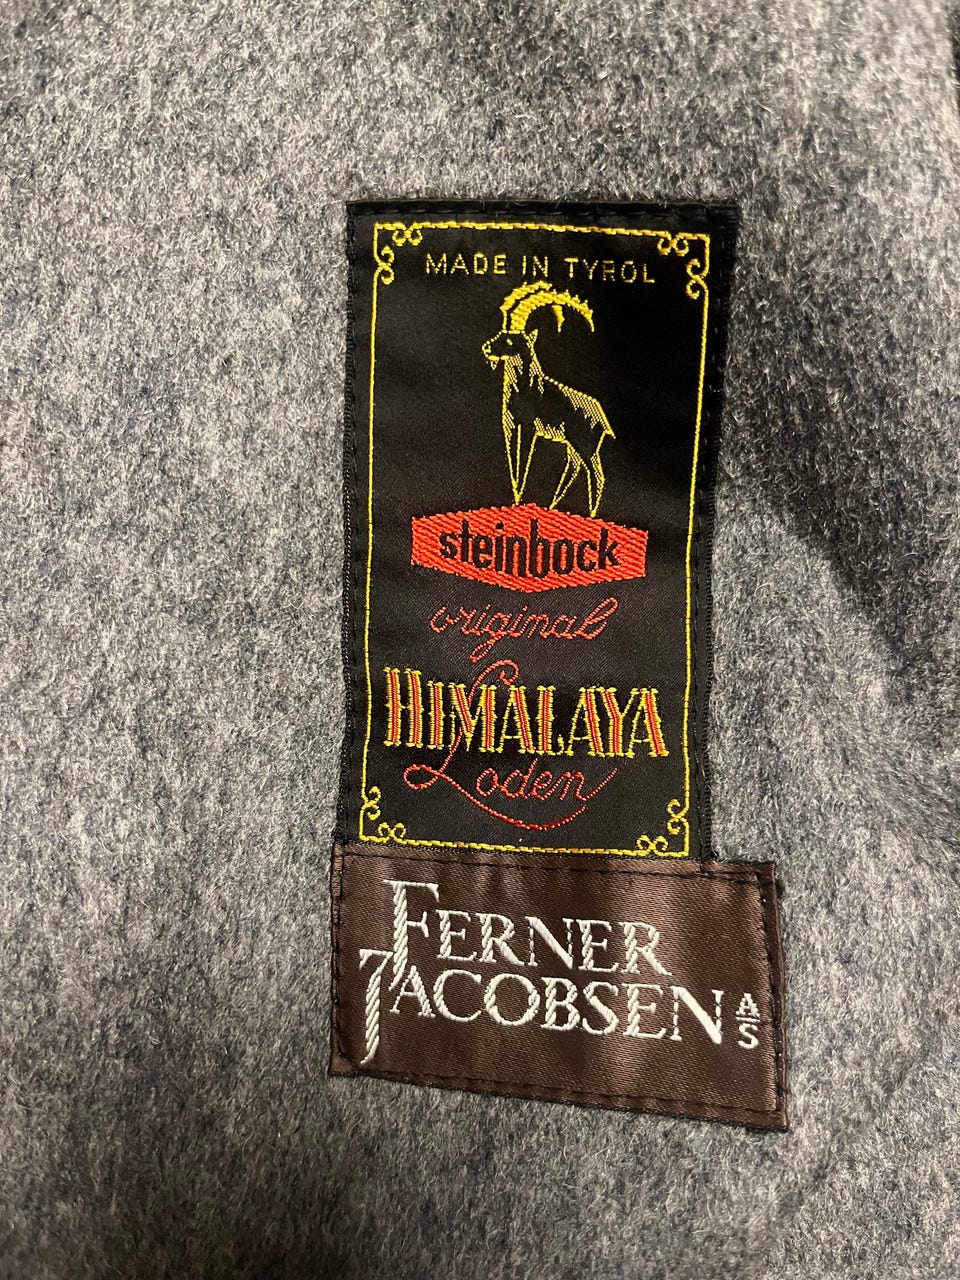 MADE IN TYROL
steinbock
original
HIMALAYA
Loden
FERNER
JACOBSEN A/S